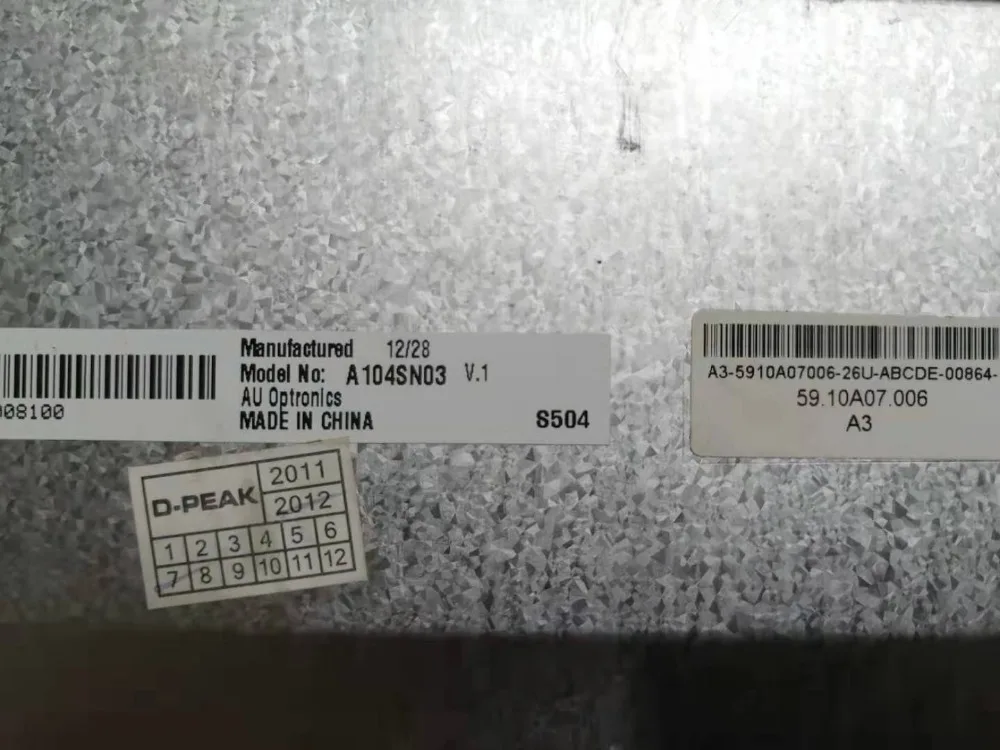 Manufactured 12/28
Model No: A104SN03 V.1
AU Optronics
MADE IN CHINA S504
08100
A3-5910A07006-26U-ABCDE-00864-
59.10A07.006
A3
D-PEAK
2011
2012
1 2 3 4 5 6
7 8 9 10 11 12